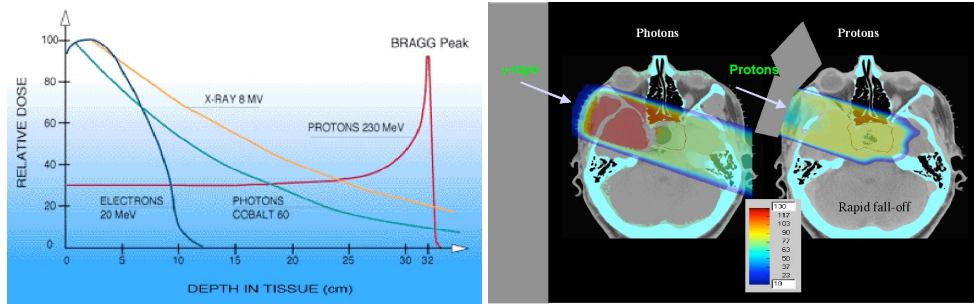 BRAGG Peak
100
80
60
40
20
0
RELATIVE DOSE
X-RAY 8 MV
PROTONS 230 MeV
ELECTRONS
20 MeV
PHOTONS
COBALT 60
0
5
10
15
20
25
30
32
DEPTH IN TISSUE (cm)
Photons
Protons
γ-rays
Protons
Rapid fall-off
130
117
103
90
77
63
50
37
23
10